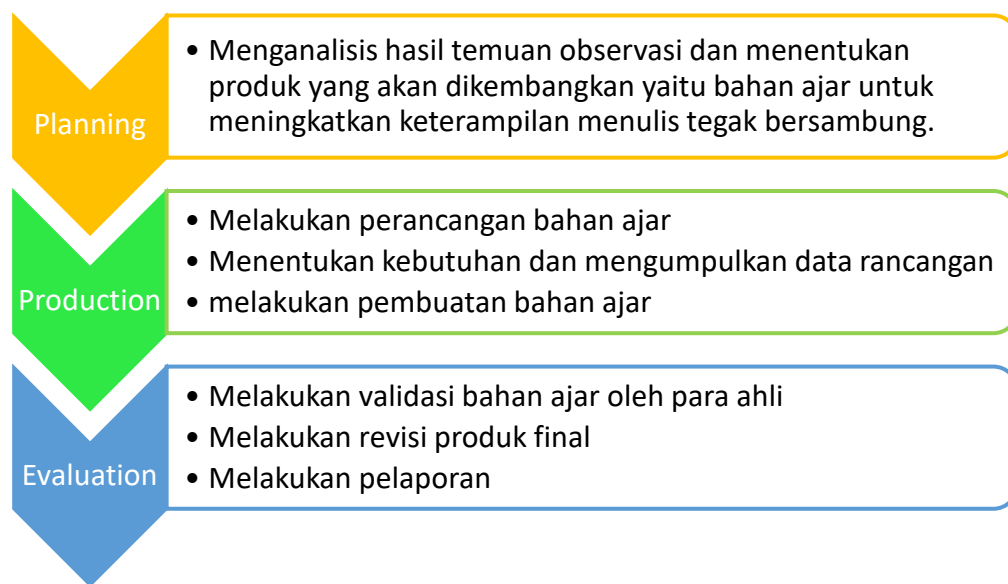 Planning
• Menganalisis hasil temuan observasi dan menentukan
produk yang akan dikembangkan yaitu bahan ajar untuk
meningkatkan keterampilan menulis tegak bersambung.
Production
• Melakukan perancangan bahan ajar
• Menentukan kebutuhan dan mengumpulkan data rancangan
• melakukan pembuatan bahan ajar
Evaluation
• Melakukan validasi bahan ajar oleh para ahli
• Melakukan revisi produk final
• Melakukan pelaporan